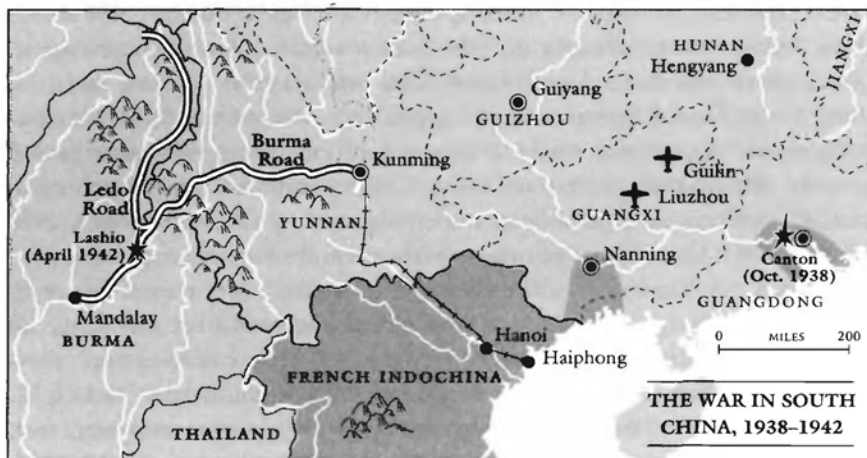 HUNAN
Hengyang
JIANGXI
Guiyang
GUIZHOU
Burma
Road
Kunming
Guilin
Liuzhou
Ledo
Road
YUNNAN
GUANGXI
Lashio
(April 1942)
Canton
(Oct. 1938)
Nanning
Mandalay
GUANGDONG
BURMA
Hanoi
Haiphong
0 MILES 200
FRENCH INDOCHINA
THAILAND
THE WAR IN SOUTH
CHINA, 1938–1942